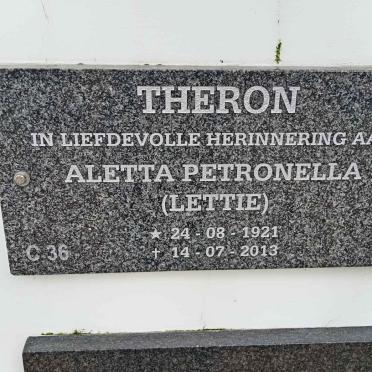 THERON
IN LIEFDEVOLLE HERINNERING AA
ALETTA PETRONELLA
(LETTIE)
★ 24 - 08 - 1921
✝ 14 - 07 - 2013
C 36